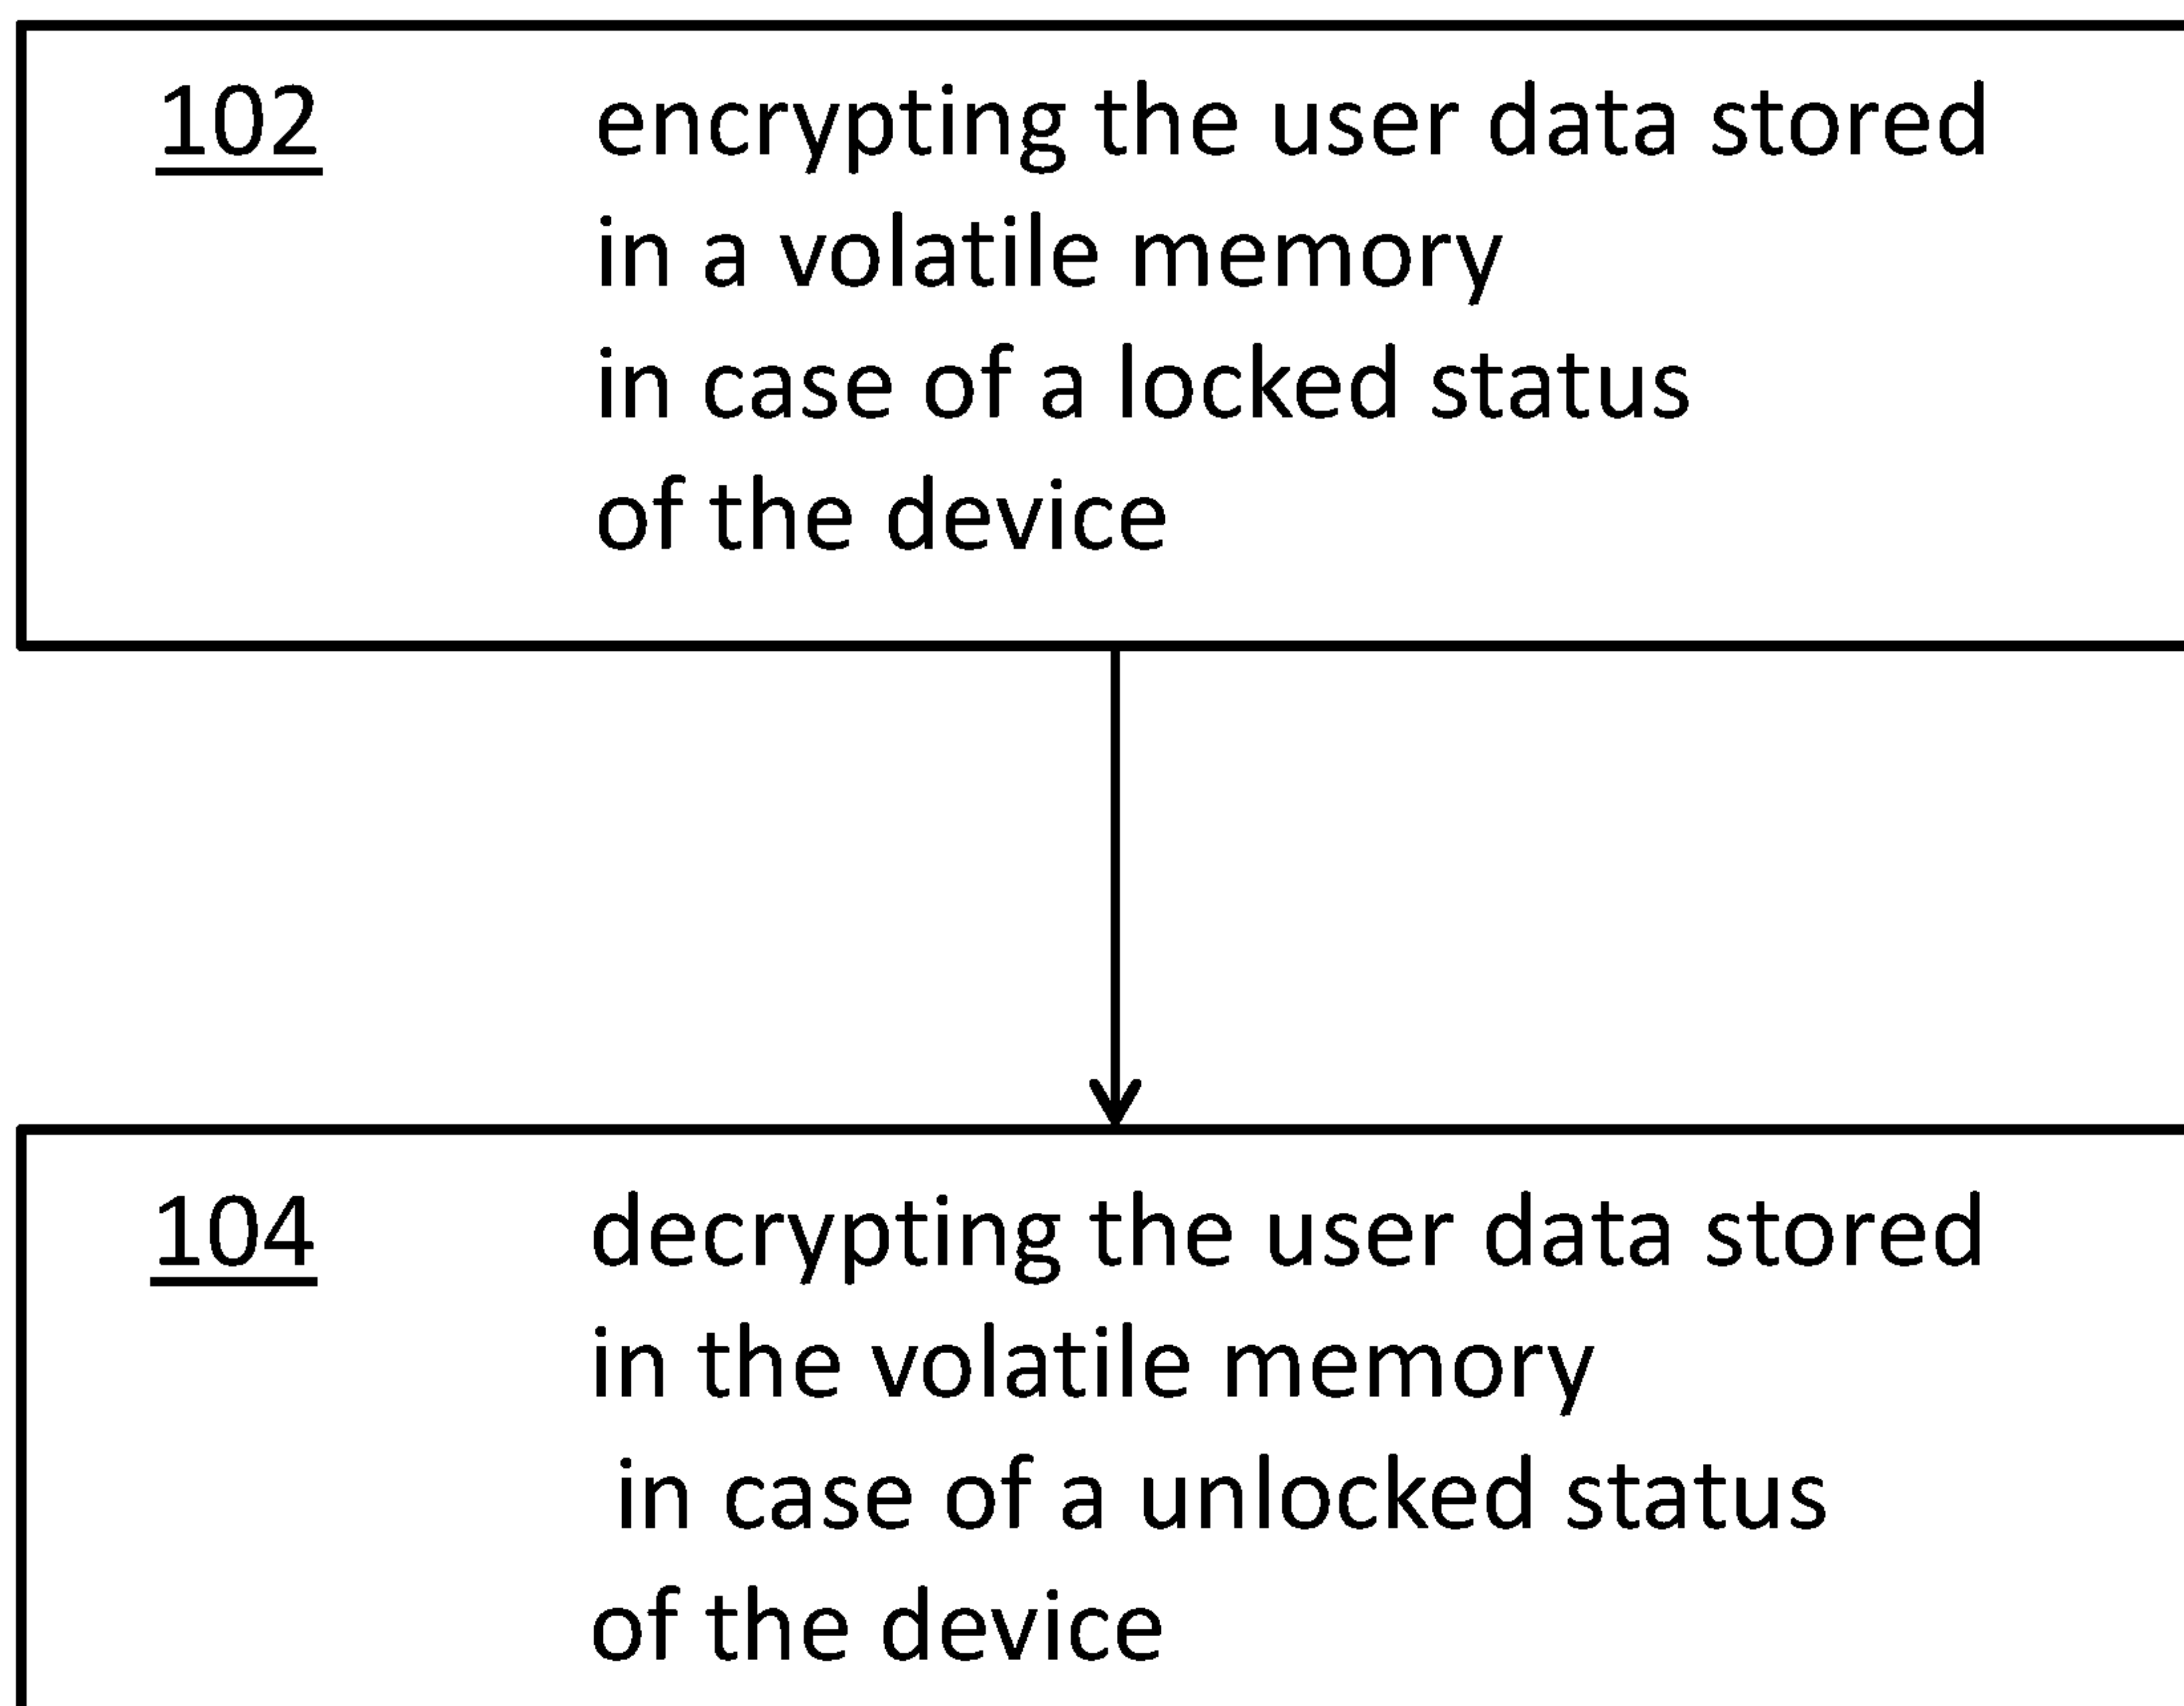 102 encrypting the user data stored
in a volatile memory
in case of a locked status
of the device
104 decrypting the user data stored
in the volatile memory
in case of a unlocked status
of the device